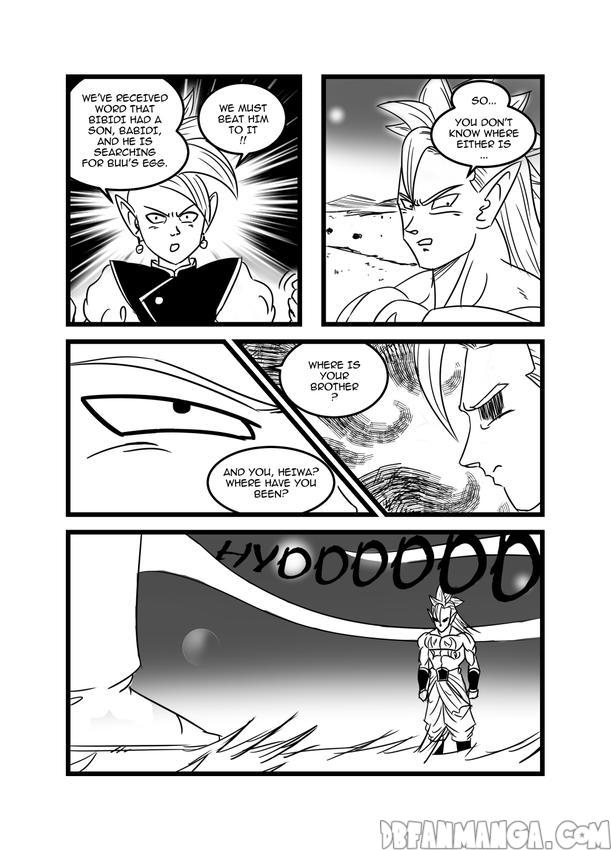 WE'VE RECEIVED
WORD THAT
BIBIDI HAD A
SON, BABIDI,
AND HE IS
SEARCHING
FOR BUU'S EGG.
WE MUST
BEAT HIM
TO IT
!!
SO...
YOU DON'T
KNOW WHERE
EITHER IS
...
AND YOU, HEIWA?
WHERE HAVE YOU
BEEN?
WHERE IS
YOUR
BROTHER
?
HYOOOOOO
DBFANMANGA.COM